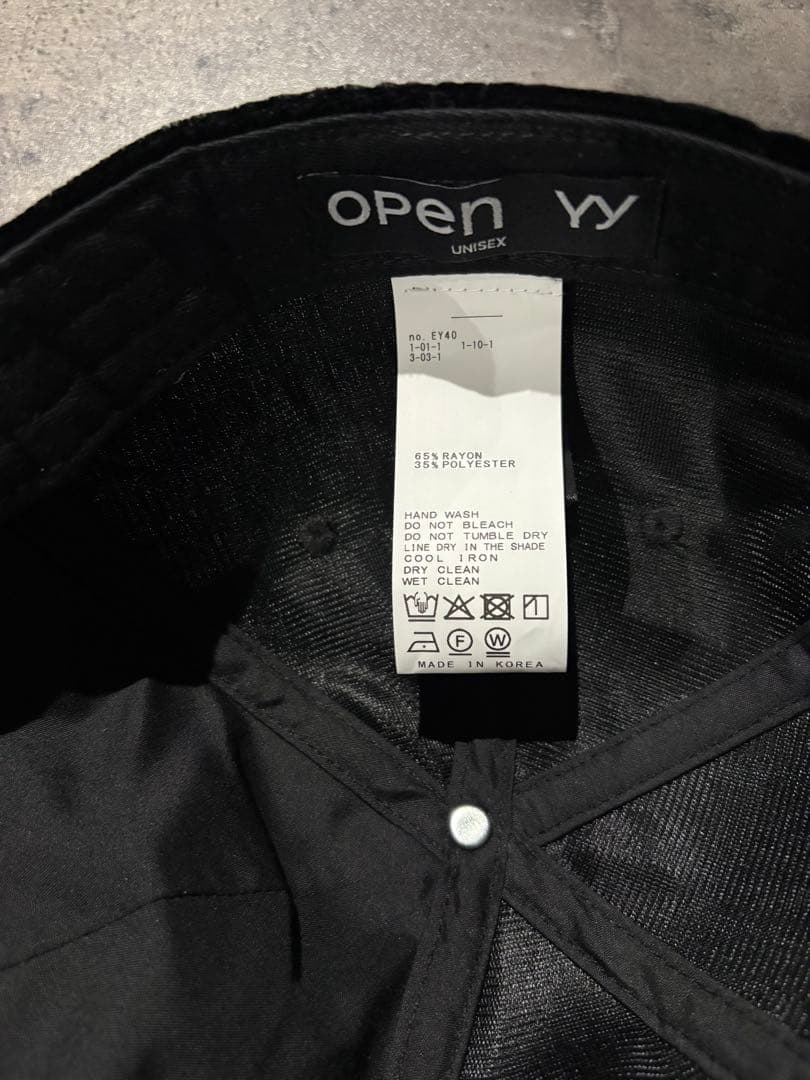 OPen YY
UNISEX
no. EY40
1-01-1 1-10-1
3-03-1
65% RAYON
35% POLYESTER
HAND WASH
DO NOT BLEACH
DO NOT TUMBLE DRY
LINE DRY IN THE SHADE
COOL IRON
DRY CLEAN
WET CLEAN
F W
MADE IN KOREA